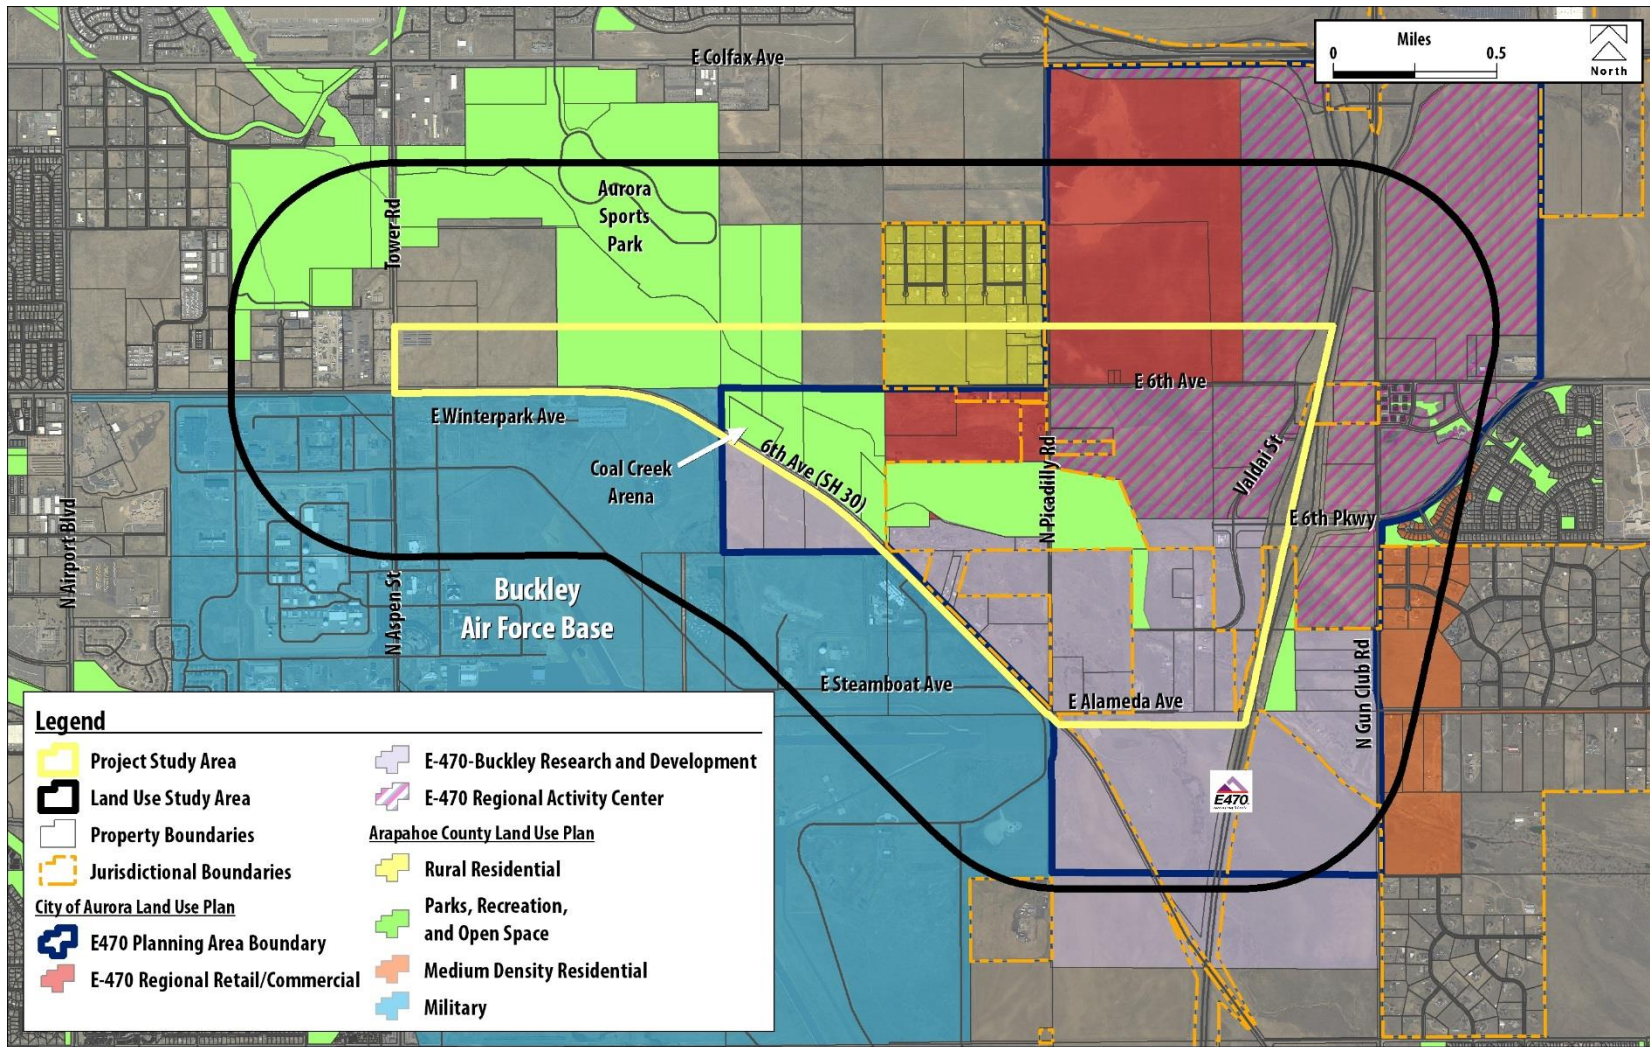 E Colfax Ave
Miles
0
0.5
North
Aurora
Sports
Park
Tower Rd
E 6th Ave
E Winterpark Ave
Coal Creek
Arena
6th Ave (SH 30)
N Picadilly Rd
Valdai St
E 6th Pkwy
N Airport Blvd
N Aspen St
Buckley
Air Force Base
E Steamboat Ave
E Alameda Ave
N Gun Club Rd
E470
Legend
Project Study Area
Land Use Study Area
Property Boundaries
Jurisdictional Boundaries
City of Aurora Land Use Plan
E470 Planning Area Boundary
E-470 Regional Retail/Commercial
E-470-Buckley Research and Development
E-470 Regional Activity Center
Arapahoe County Land Use Plan
Rural Residential
Parks, Recreation,
and Open Space
Medium Density Residential
Military